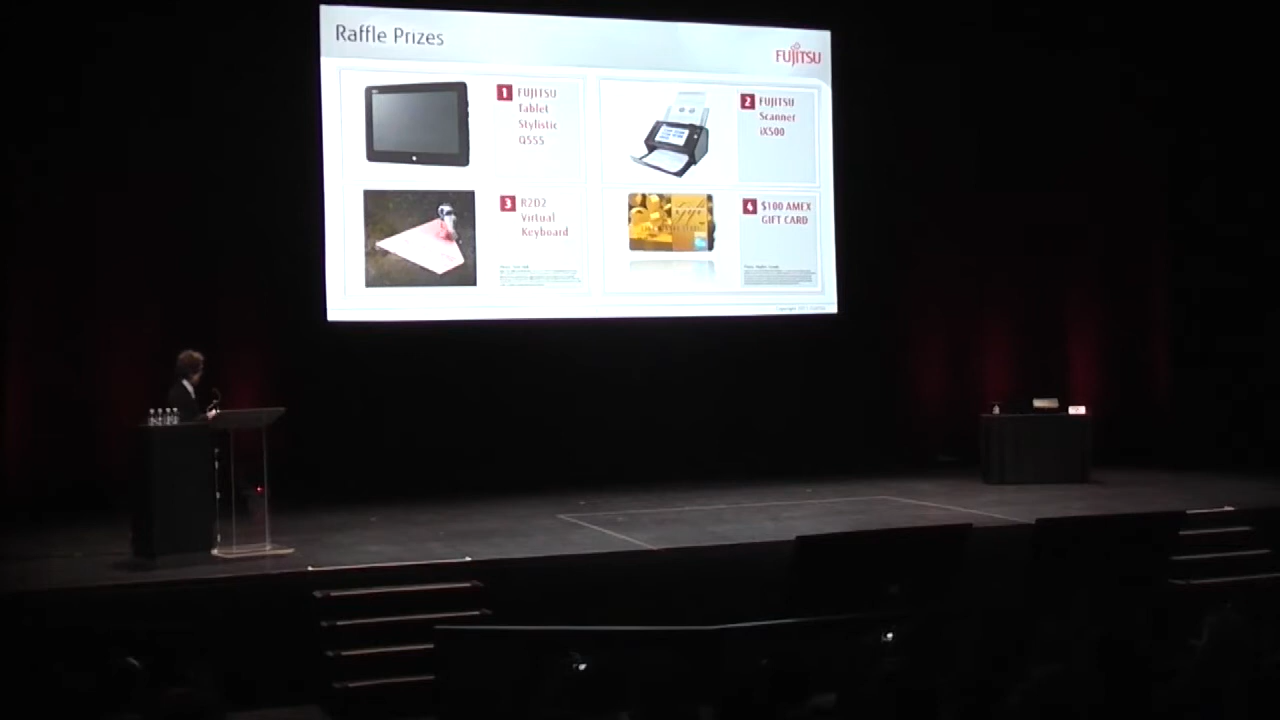 Raffle Prizes
FUJITSU
1 FUJITSU
Tablet
Stylistic
Q555
2 FUJITSU
Scanner
iX500
3 R2D2
Virtual
Keyboard
4 $100 AMEX
GIFT CARD